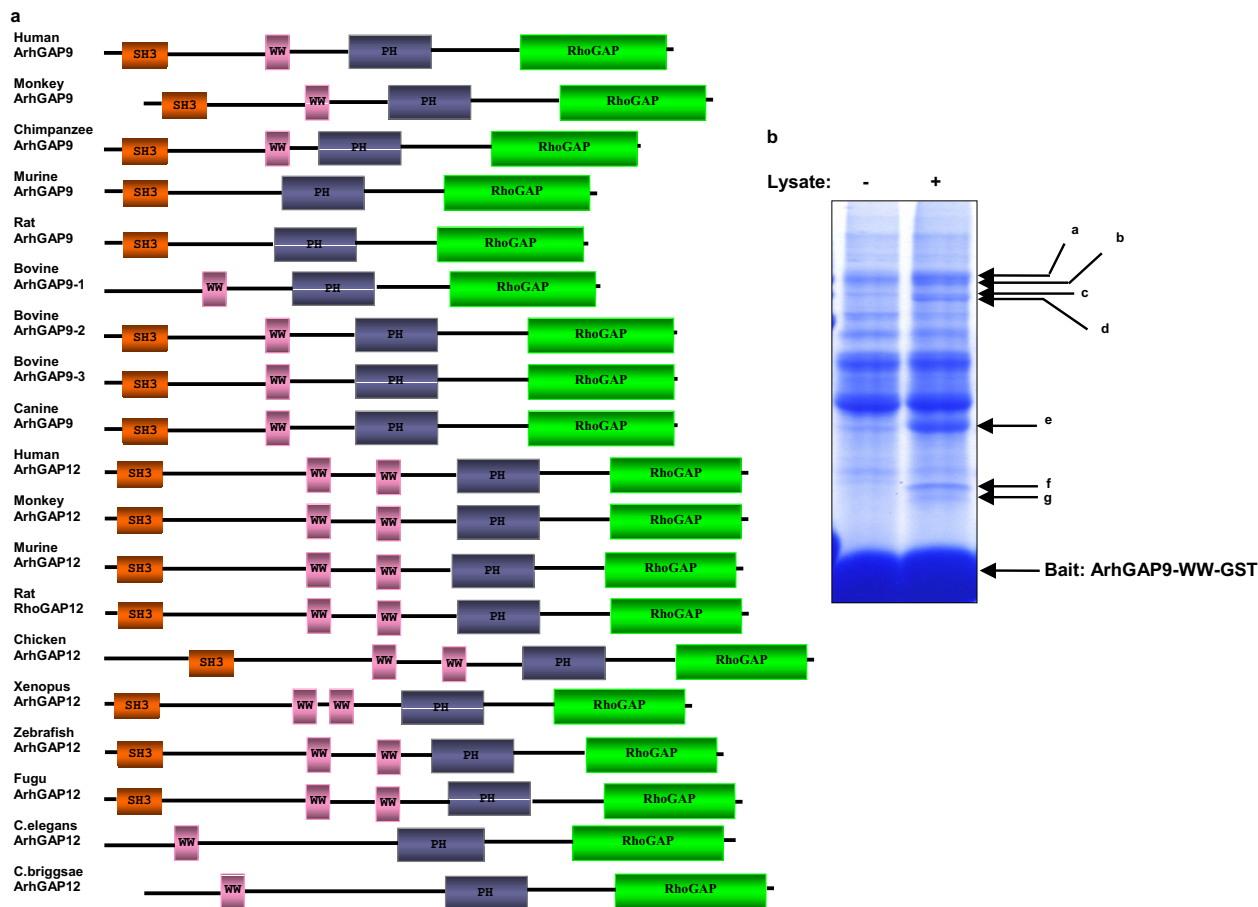 a
Human
ArhGAP9
SH3 WW PH RhoGAP
Monkey
ArhGAP9
SH3 WW PH RhoGAP
Chimpanzee
ArhGAP9
SH3 WW PH RhoGAP
Murine
ArhGAP9
SH3 PH RhoGAP
Rat
ArhGAP9
SH3 PH RhoGAP
Bovine
ArhGAP9-1
WW PH RhoGAP
Bovine
ArhGAP9-2
SH3 WW PH RhoGAP
Bovine
ArhGAP9-3
SH3 WW PH RhoGAP
Canine
ArhGAP9
SH3 WW PH RhoGAP
Human
ArhGAP12
SH3 WW WW PH RhoGAP
Monkey
ArhGAP12
SH3 WW WW PH RhoGAP
Murine
ArhGAP12
SH3 WW WW PH RhoGAP
Rat
RhoGAP12
SH3 WW WW PH RhoGAP
Chicken
ArhGAP12
SH3 WW WW PH RhoGAP
Xenopus
ArhGAP12
SH3 WW WW PH RhoGAP
Zebrafish
ArhGAP12
SH3 WW WW PH RhoGAP
Fugu
ArhGAP12
SH3 WW WW PH RhoGAP
C.elegans
ArhGAP12
WW PH RhoGAP
C.briggsae
ArhGAP12
WW PH RhoGAP
b
Lysate: - +
a
b
c
d
e
f
g
Bait: ArhGAP9-WW-GST